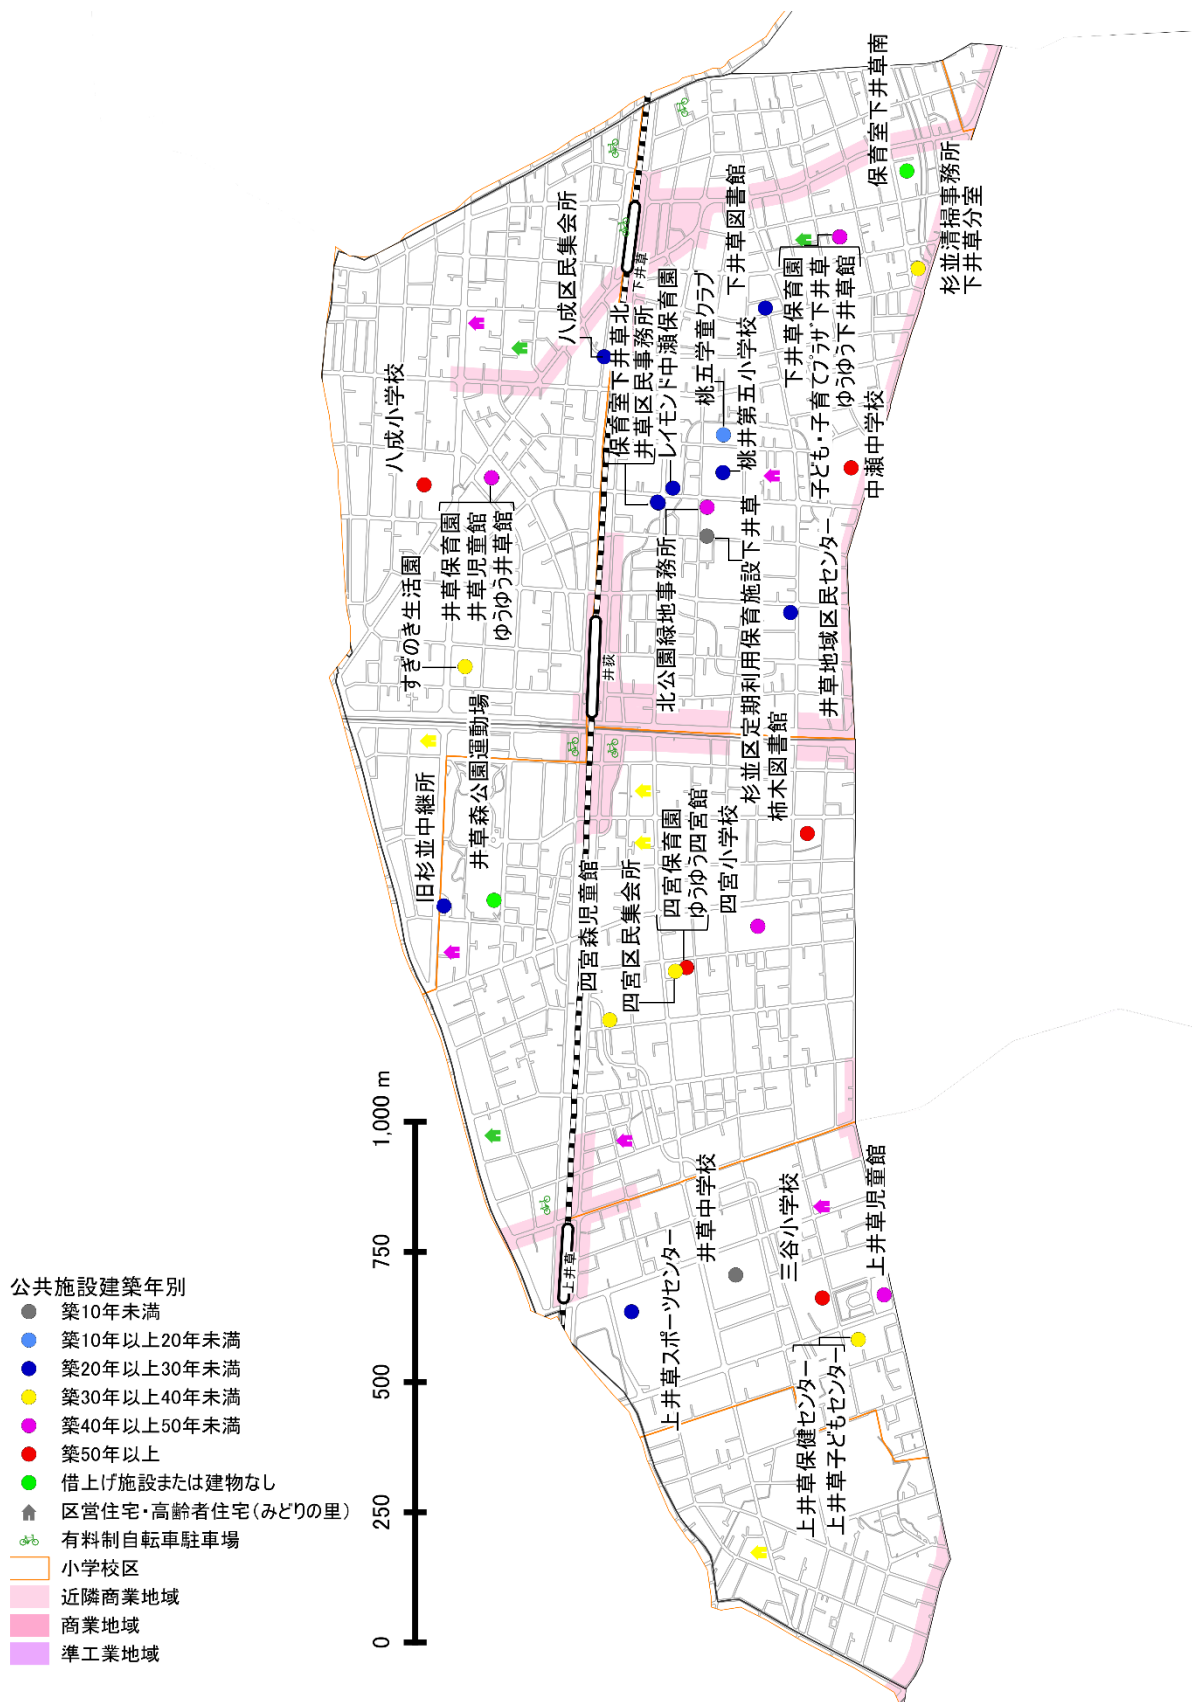 公共施設建築年別
築10年未満
築10年以上20年未満
築20年以上30年未満
築30年以上40年未満
築40年以上50年未満
築50年以上
借上げ施設または建物なし
区営住宅・高齢者住宅(みどりの里)
有料制自転車駐車場
小学校区
近隣商業地域
商業地域
準工業地域
0
250
500
750
1,000 m
八成小学校
八成区民集会所
井草保育園
井草児童館
ゆうゆう井草館
すぎのき生活園
旧杉並中継所
井草森公園運動場
下井草
井荻
上井草
保育室下井草北
井草区民事務所
レイモンド中瀬保育園
桃五学童クラブ
桃井第五小学校
下井草図書館
保育室下井草南
杉並清掃事務所
下井草分室
下井草保育園
子ども・子育てプラザ下井草
ゆうゆう下井草館
中瀬中学校
北公園緑地事務所
杉並区定期利用保育施設下井草
井草地域区民センター
柿木図書館
四宮森児童館
四宮区民集会所
四宮保育園
ゆうゆう四宮館
四宮小学校
上井草スポーツセンター
井草中学校
三谷小学校
上井草児童館
上井草保健センター
上井草子どもセンター